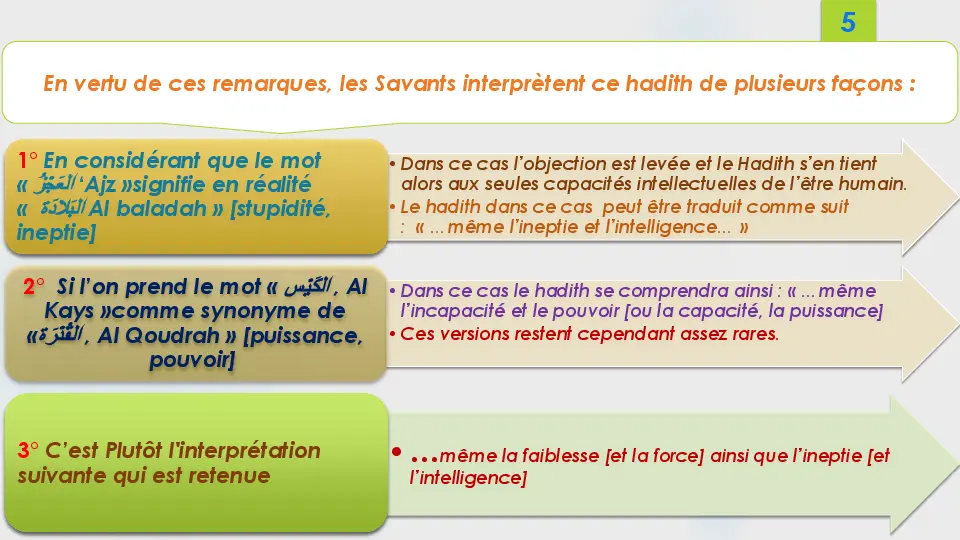 5
En vertu de ces remarques, les Savants interprètent ce hadith de plusieurs façons :
1° En considérant que le mot
« اَلْعَجْزُ ‘Ajz »signifie en réalité
« اَلْبَلَادَة Al baladah » [stupidité,
ineptie]
• Dans ce cas l’objection est levée et le Hadith s’en tient
alors aux seules capacités intellectuelles de l’être humain.
• Le hadith dans ce cas peut être traduit comme suit
: « …même l’ineptie et l’intelligence… »
2° Si l’on prend le mot « اَلْكَيْس , Al
Kays »comme synonyme de
«اَلْقُدْرَة , Al Qoudrah » [puissance,
pouvoir]
• Dans ce cas le hadith se comprendra ainsi : « …même
l’incapacité et le pouvoir [ou la capacité, la puissance]
• Ces versions restent cependant assez rares.
3° C’est Plutôt l'interprétation
suivante qui est retenue
• …même la faiblesse [et la force] ainsi que l’ineptie [et
l’intelligence]